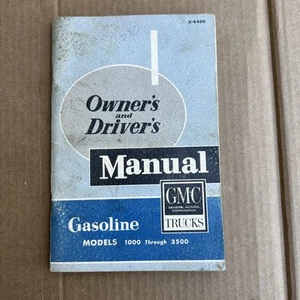 X-6400
Owner's
and
Driver's
Manual
GMC
GENERAL MOTORS
CORPORATION
TRUCKS
Gasoline
MODELS 1000 Through 3500